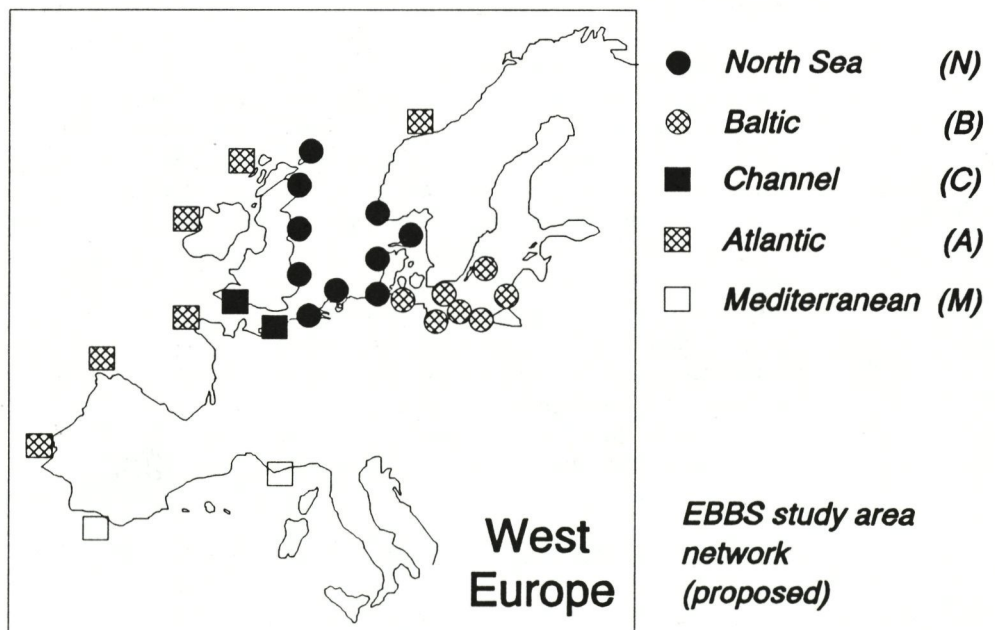 North Sea (N)
Baltic (B)
Channel (C)
Atlantic (A)
Mediterranean (M)
West
Europe
EBBS study area
network
(proposed)